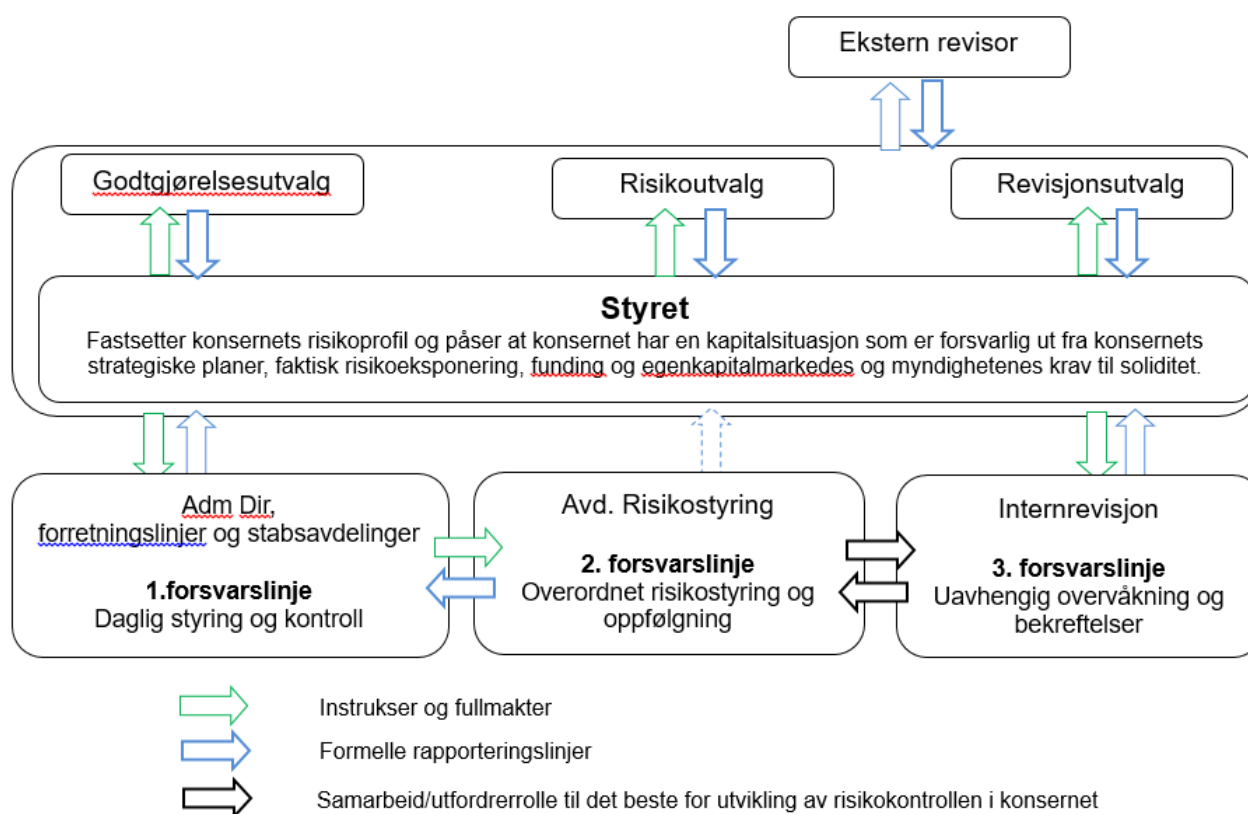 Ekstern revisor
Godtgjørelsesutvalg
Risikoutvalg
Revisjonsutvalg
Styret
Fastsetter konsernets risikoprofil og påser at konsernet har en kapitalsituasjon som er forsvarlig ut fra konsernets
strategiske planer, faktisk risikoeksponering, funding og egenkapitalmarkedes og myndighetenes krav til soliditet.
Adm Dir,
forretningslinjer og stabsavdelinger
1.forsvarslinje
Daglig styring og kontroll
Avd. Risikostyring
2. forsvarslinje
Overordnet risikostyring og
oppfølgning
Internrevisjon
3. forsvarslinje
Uavhengig overvåkning og
bekreftelser
Instrukser og fullmakter
Formelle rapporteringslinjer
Samarbeid/utfordrerrolle til det beste for utvikling av risikokontrollen i konsernet